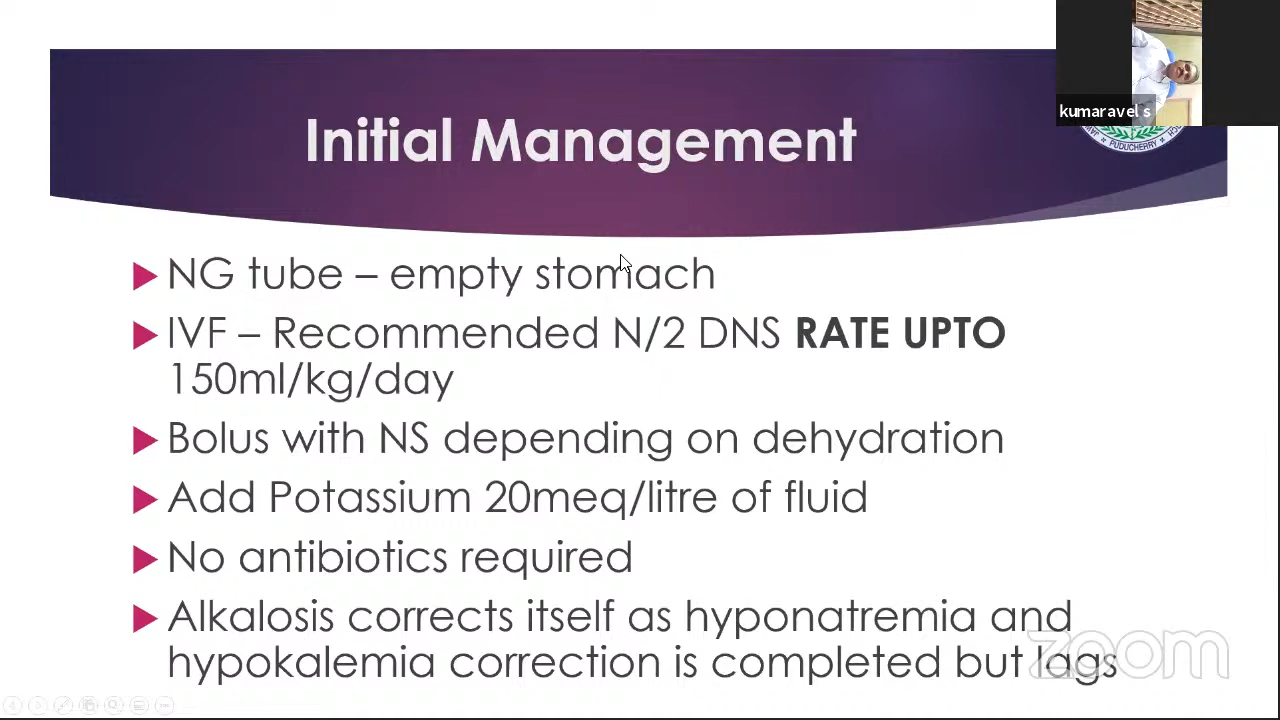 kumaravel s
PUDUCHERRY
Initial Management
NG tube – empty stomach
IVF – Recommended N/2 DNS RATE UPTO
150ml/kg/day
Bolus with NS depending on dehydration
Add Potassium 20meq/litre of fluid
No antibiotics required
Alkalosis corrects itself as hyponatremia and
hypokalemia correction is completed but lags
zoom